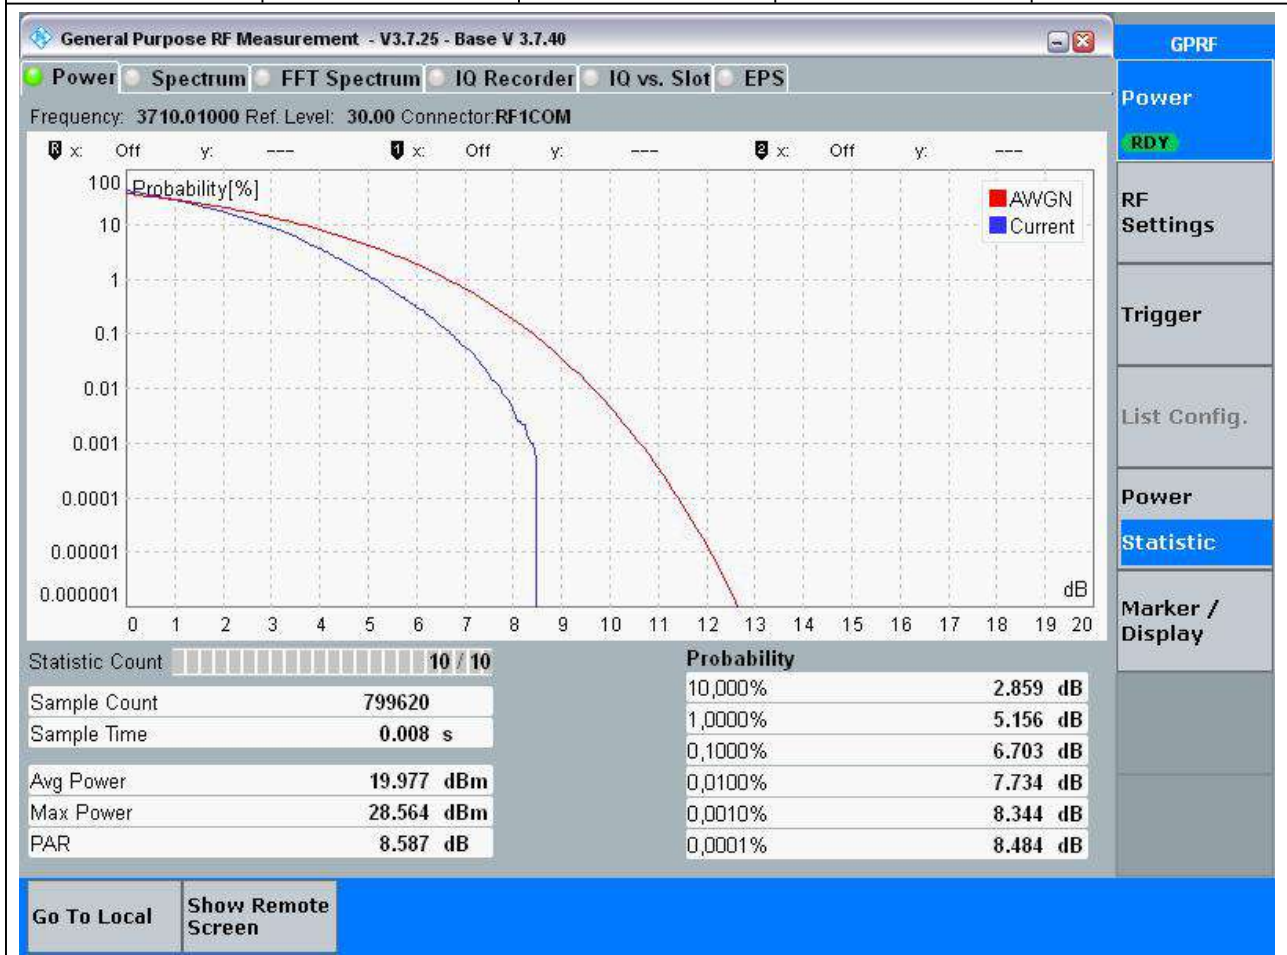 General Purpose RF Measurement - V3.7.25 - Base V 3.7.40
GPRF
Power Spectrum FFT Spectrum IQ Recorder IQ vs. Slot EPS
Power
RDY
Frequency: 3710.01000 Ref. Level: 30.00 Connector:RF1COM
R x: Off y: --- 1 x: Off y: --- 2 x: Off y: ---
100 Probability[%]
AWGN
Current
10
1
0.1
0.01
0.001
0.0001
0.00001
0.000001
dB
0 1 2 3 4 5 6 7 8 9 10 11 12 13 14 15 16 17 18 19 20
RF
Settings
Trigger
List Config.
Power
Statistic
Marker /
Display
Statistic Count 10 / 10
Sample Count 799620
Sample Time 0.008 s
Avg Power 19.977 dBm
Max Power 28.564 dBm
PAR 8.587 dB
Probability
10,000% 2.859 dB
1,0000% 5.156 dB
0,1000% 6.703 dB
0,0100% 7.734 dB
0,0010% 8.344 dB
0,0001% 8.484 dB
Go To Local
Show Remote
Screen